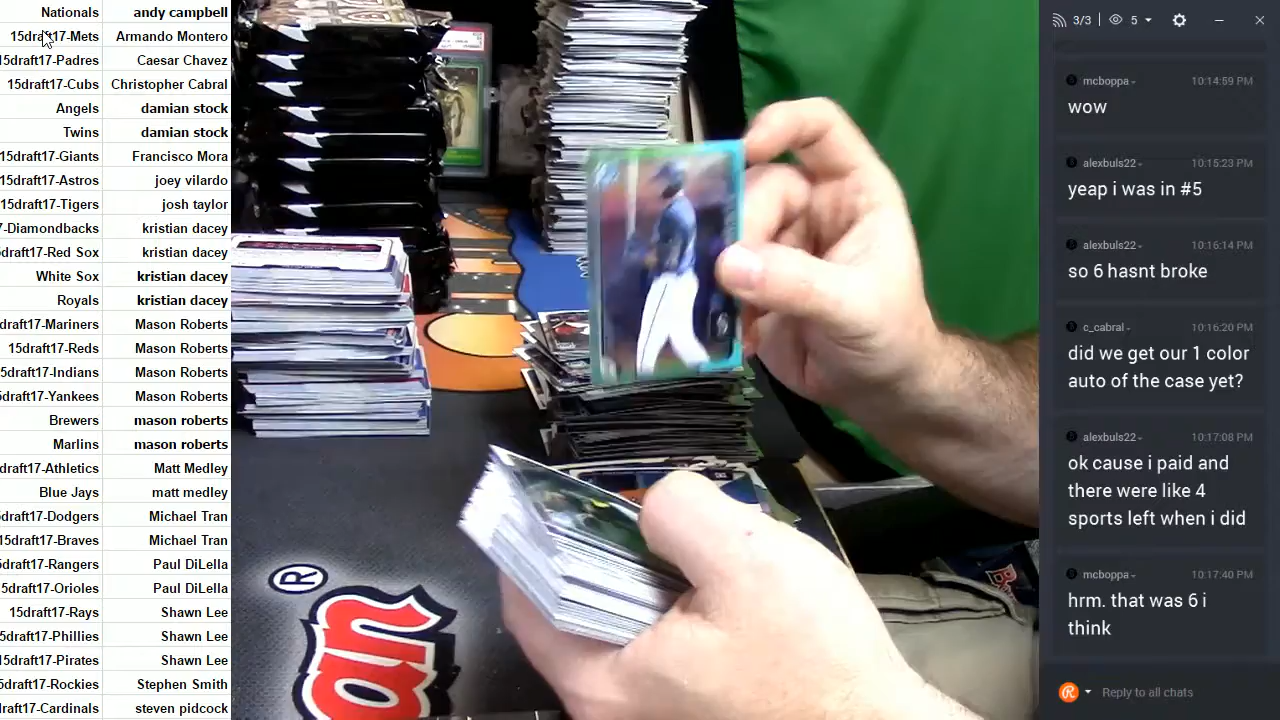 Nationals andy campbell
15draft17-Mets Armando Montero
15draft17-Padres Caesar Chavez
15draft17-Cubs Christopher Cabral
Angels damian stock
Twins damian stock
15draft17-Giants Francisco Mora
15draft17-Astros joey vilardo
15draft17-Tigers josh taylor
7-Diamondbacks kristian dacey
draft17-Red Sox kristian dacey
White Sox kristian dacey
Royals kristian dacey
draft17-Mariners Mason Roberts
15draft17-Reds Mason Roberts
5draft17-Indians Mason Roberts
draft17-Yankees Mason Roberts
Brewers mason roberts
Marlins mason roberts
draft17-Athletics Matt Medley
Blue Jays matt medley
5draft17-Dodgers Michael Tran
15draft17-Braves Michael Tran
5draft17-Rangers Paul DiLella
5draft17-Orioles Paul DiLella
15draft17-Rays Shawn Lee
5draft17-Phillies Shawn Lee
15draft17-Pirates Shawn Lee
5draft17-Rockies Stephen Smith
draft17-Cardinals steven pidcock
®
an
3/3 5
mcboppa 10:14:59 PM
wow
alexbuls22 10:15:23 PM
yeap i was in #5
alexbuls22 10:16:14 PM
so 6 hasnt broke
c_cabral 10:16:20 PM
did we get our 1 color
auto of the case yet?
alexbuls22 10:17:08 PM
ok cause i paid and
there were like 4
sports left when i did
mcboppa 10:17:40 PM
hrm. that was 6 i
think
Reply to all chats